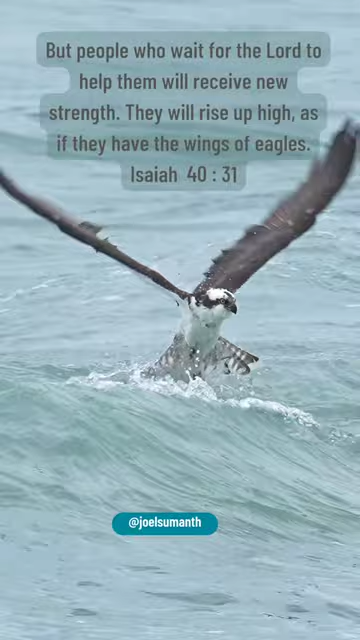 But people who wait for the Lord to
help them will receive new
strength. They will rise up high, as
if they have the wings of eagles.
Isaiah 40 : 31
@joelsumanth